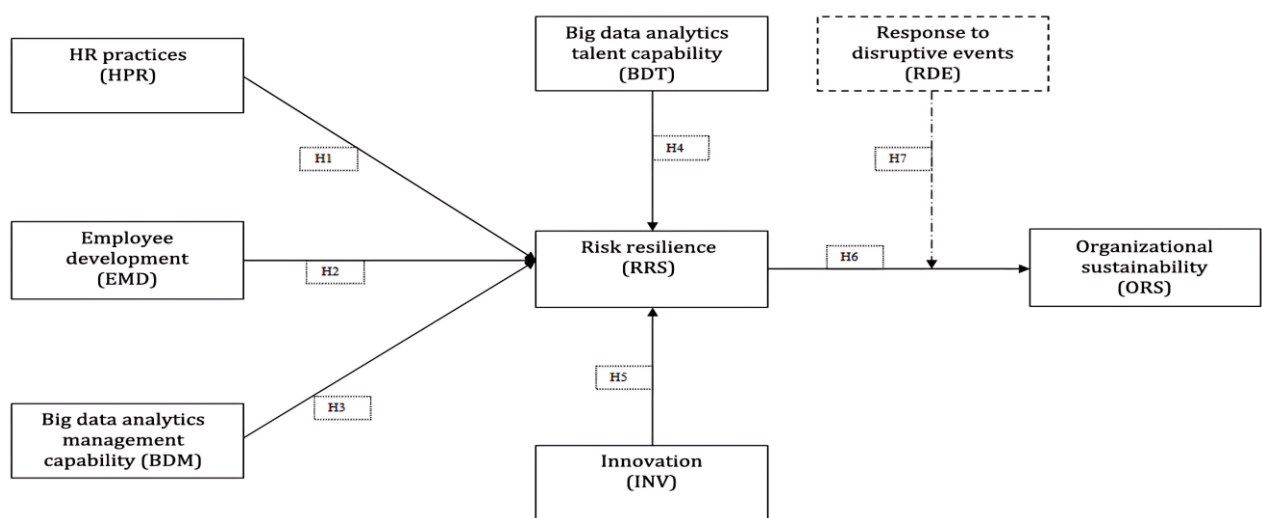 HR practices
(HPR)
Big data analytics
talent capability
(BDT)
Response to
disruptive events
(RDE)
H1
H4
H7
Employee
development
(EMD)
H2
Risk resilience
(RRS)
H6
Organizational
sustainability
(ORS)
H3
H5
Big data analytics
management
capability (BDM)
Innovation
(INV)